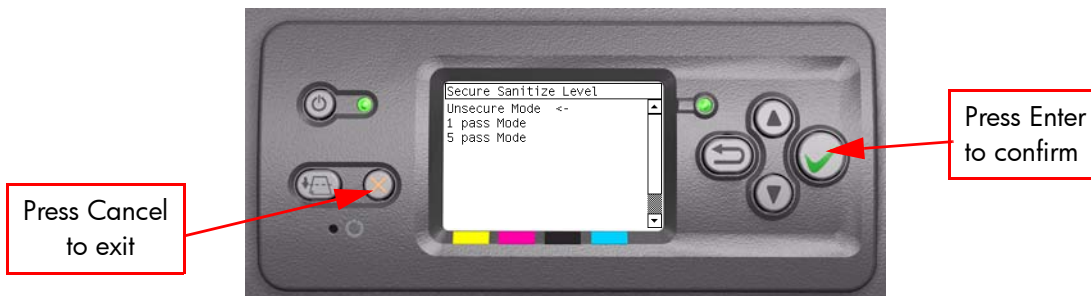 Secure Sanitize Level
Unsecure Mode <-
1 pass Mode
5 pass Mode
Press Enter
to confirm
Press Cancel
to exit